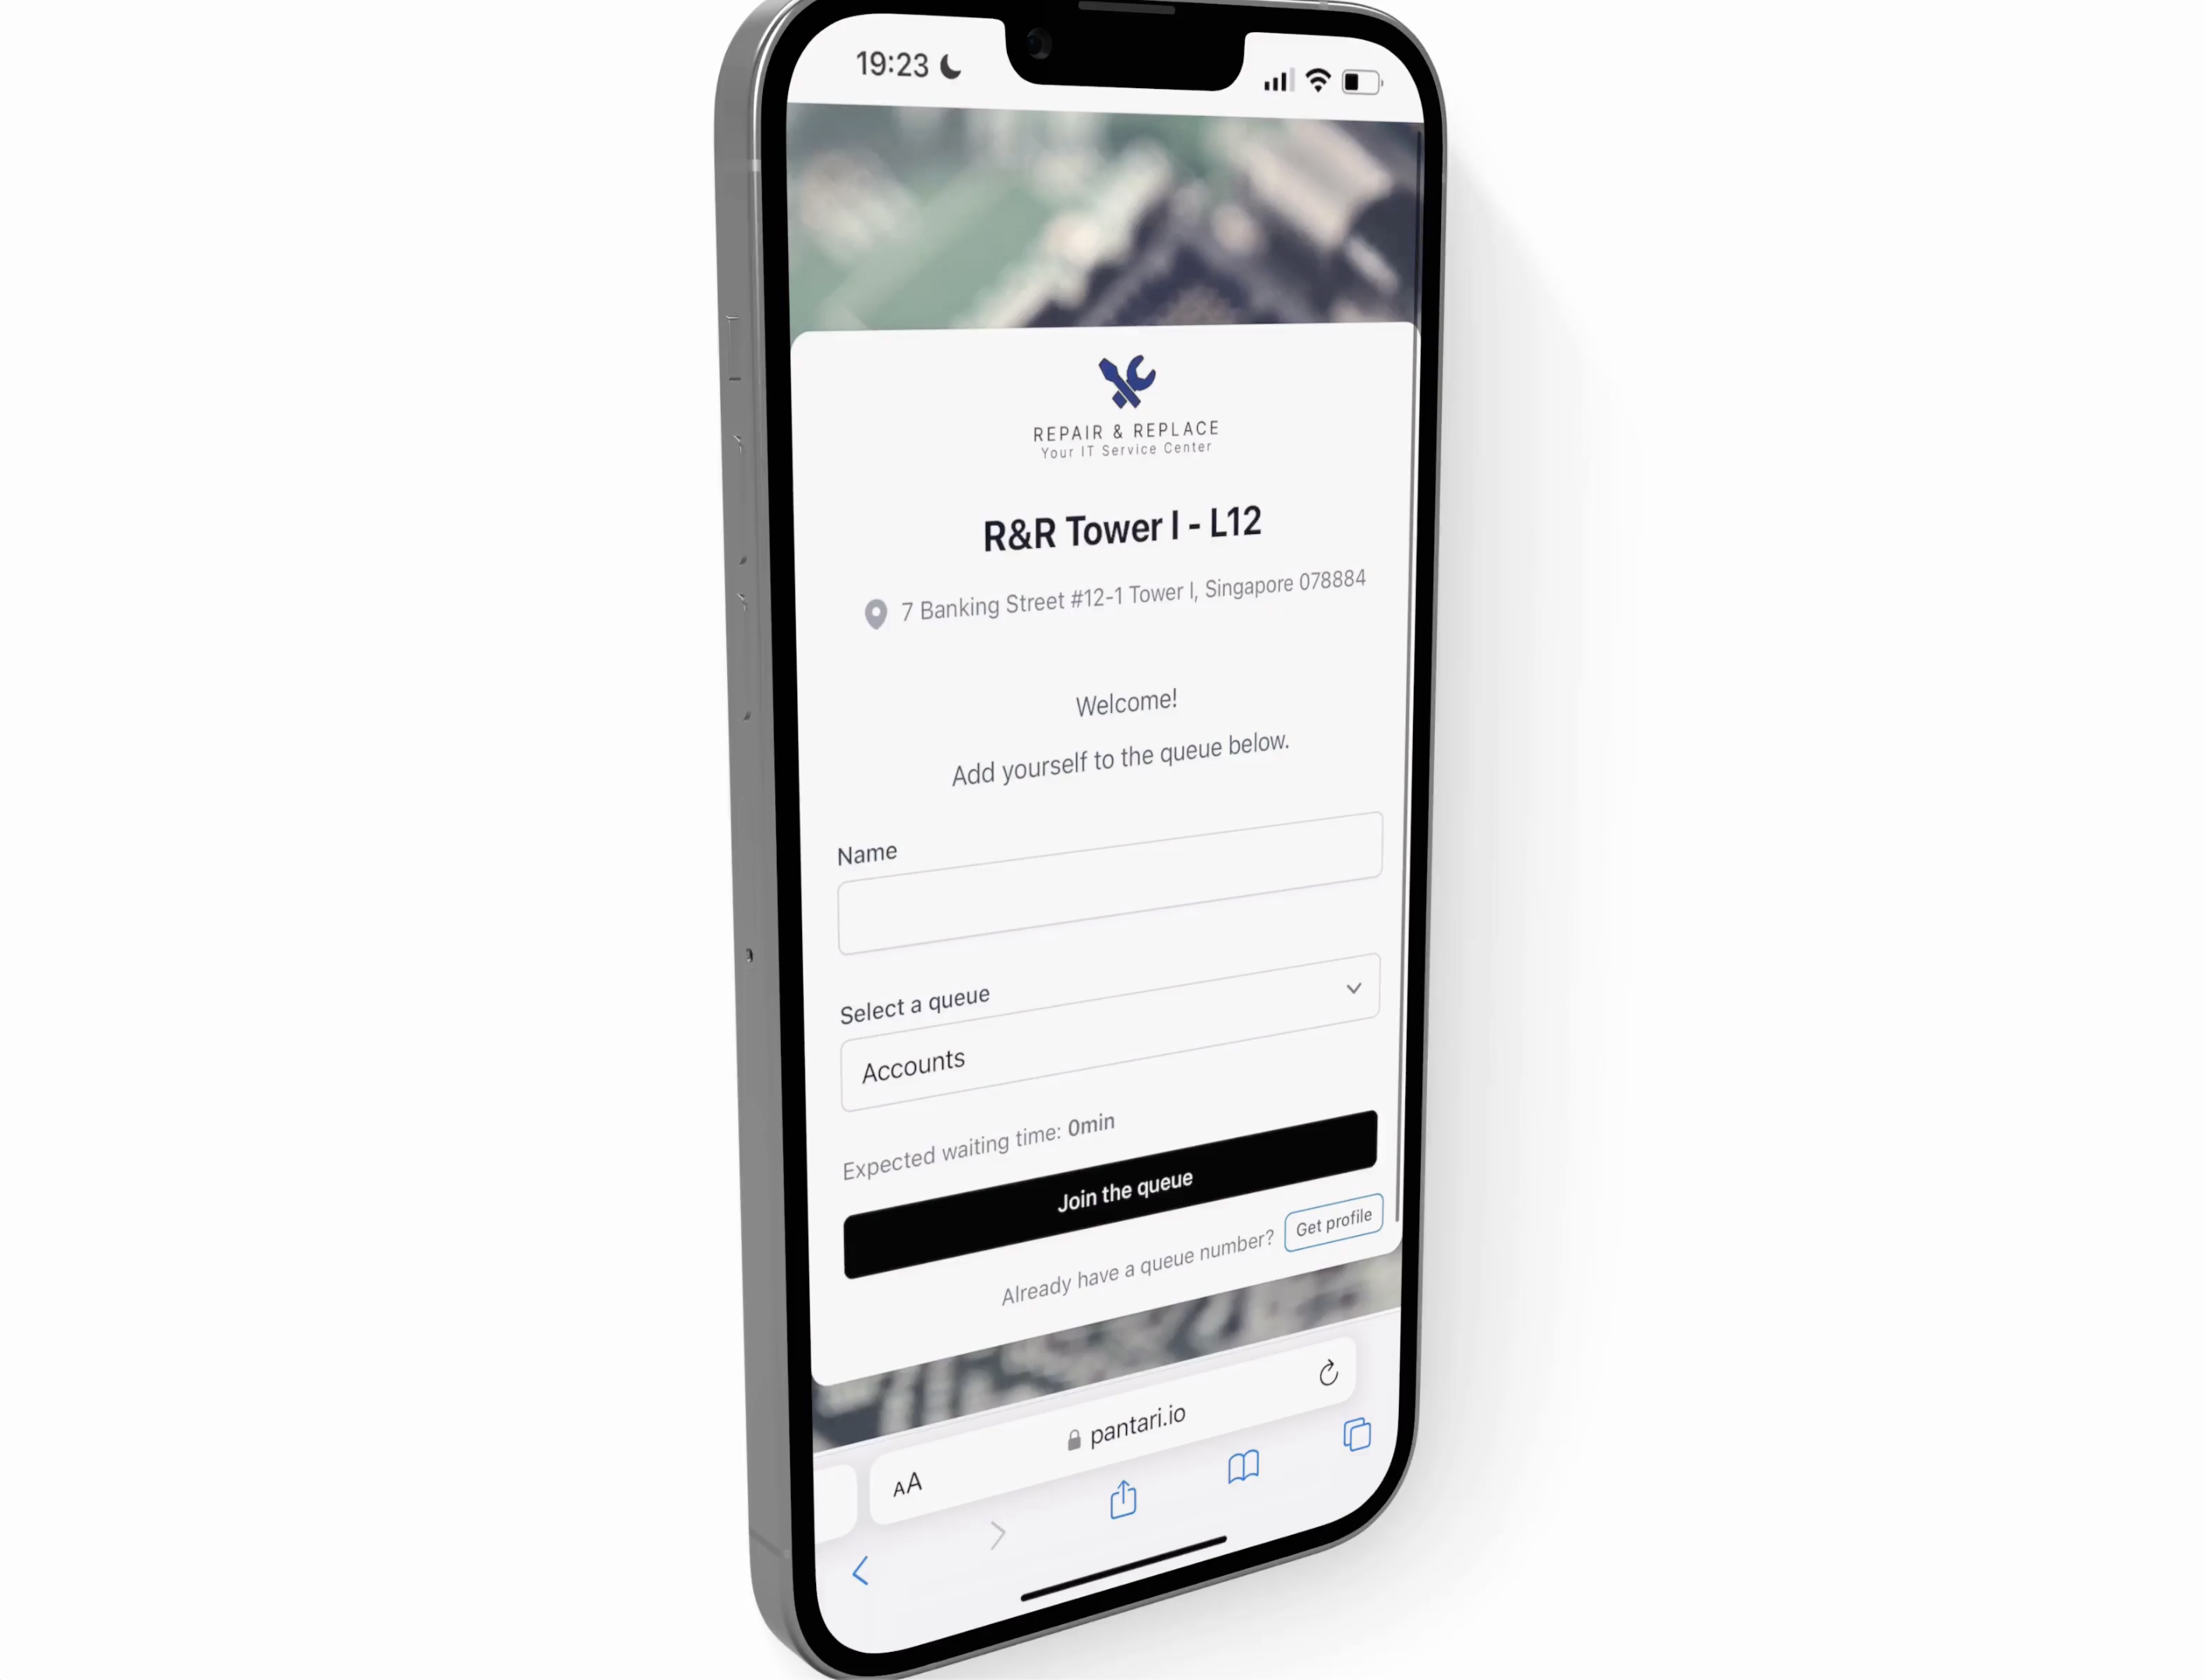 19:23
REPAIR & REPLACE
Your IT Service Center
R&R Tower I - L12
7 Banking Street #12-1 Tower I, Singapore 078884
Welcome!
Add yourself to the queue below.
Name
Select a queue
Accounts
Expected waiting time: 0min
Join the queue
Already have a queue number? Get profile
AA pantari.io